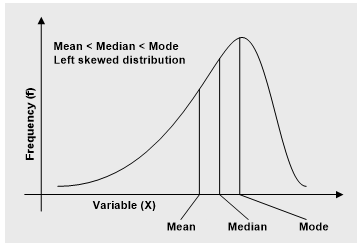 Mean < Median < Mode
Left skewed distribution
Frequency (f)
Variable (X)
Mean
Median
Mode